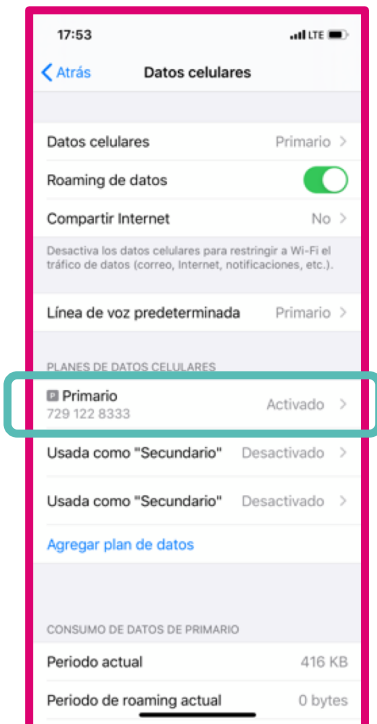 17:53
LTE
Atrás
Datos celulares
Datos celulares Primario
Roaming de datos
Compartir Internet No
Desactiva los datos celulares para restringir a Wi-Fi el
tráfico de datos (correo, Internet, notificaciones, etc.).
Línea de voz predeterminada Primario
PLANES DE DATOS CELULARES
P Primario
729 122 8333
Activado
Usada como "Secundario" Desactivado
Usada como "Secundario" Desactivado
Agregar plan de datos
CONSUMO DE DATOS DE PRIMARIO
Periodo actual 416 KB
Periodo de roaming actual 0 bytes